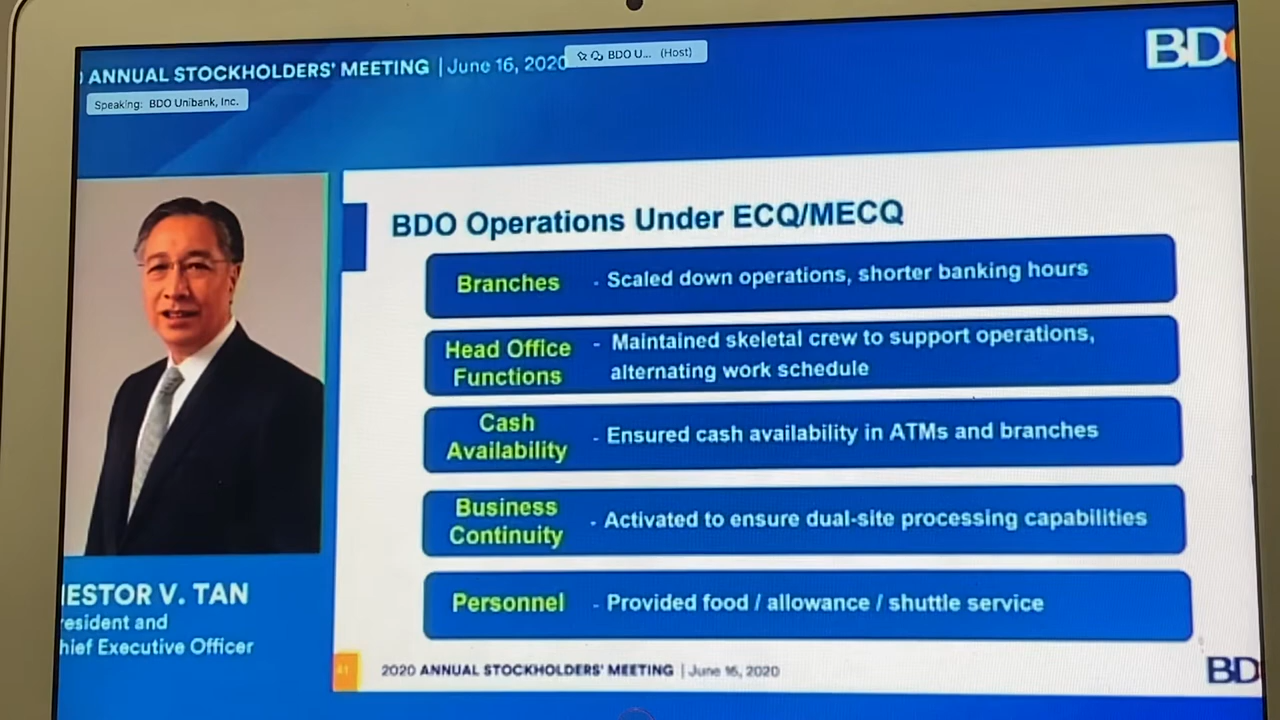 ANNUAL STOCKHOLDERS' MEETING | June 16, 2020
BDO U... (Host)
BD
Speaking: BDO Unibank, Inc.
BDO Operations Under ECQ/MECQ
Branches - Scaled down operations, shorter banking hours
Head Office Functions - Maintained skeletal crew to support operations,
alternating work schedule
Cash Availability - Ensured cash availability in ATMs and branches
Business Continuity - Activated to ensure dual-site processing capabilities
Personnel - Provided food / allowance / shuttle service
ESTOR V. TAN
resident and
hief Executive Officer
41
2020 ANNUAL STOCKHOLDERS' MEETING | June 16, 2020
BD